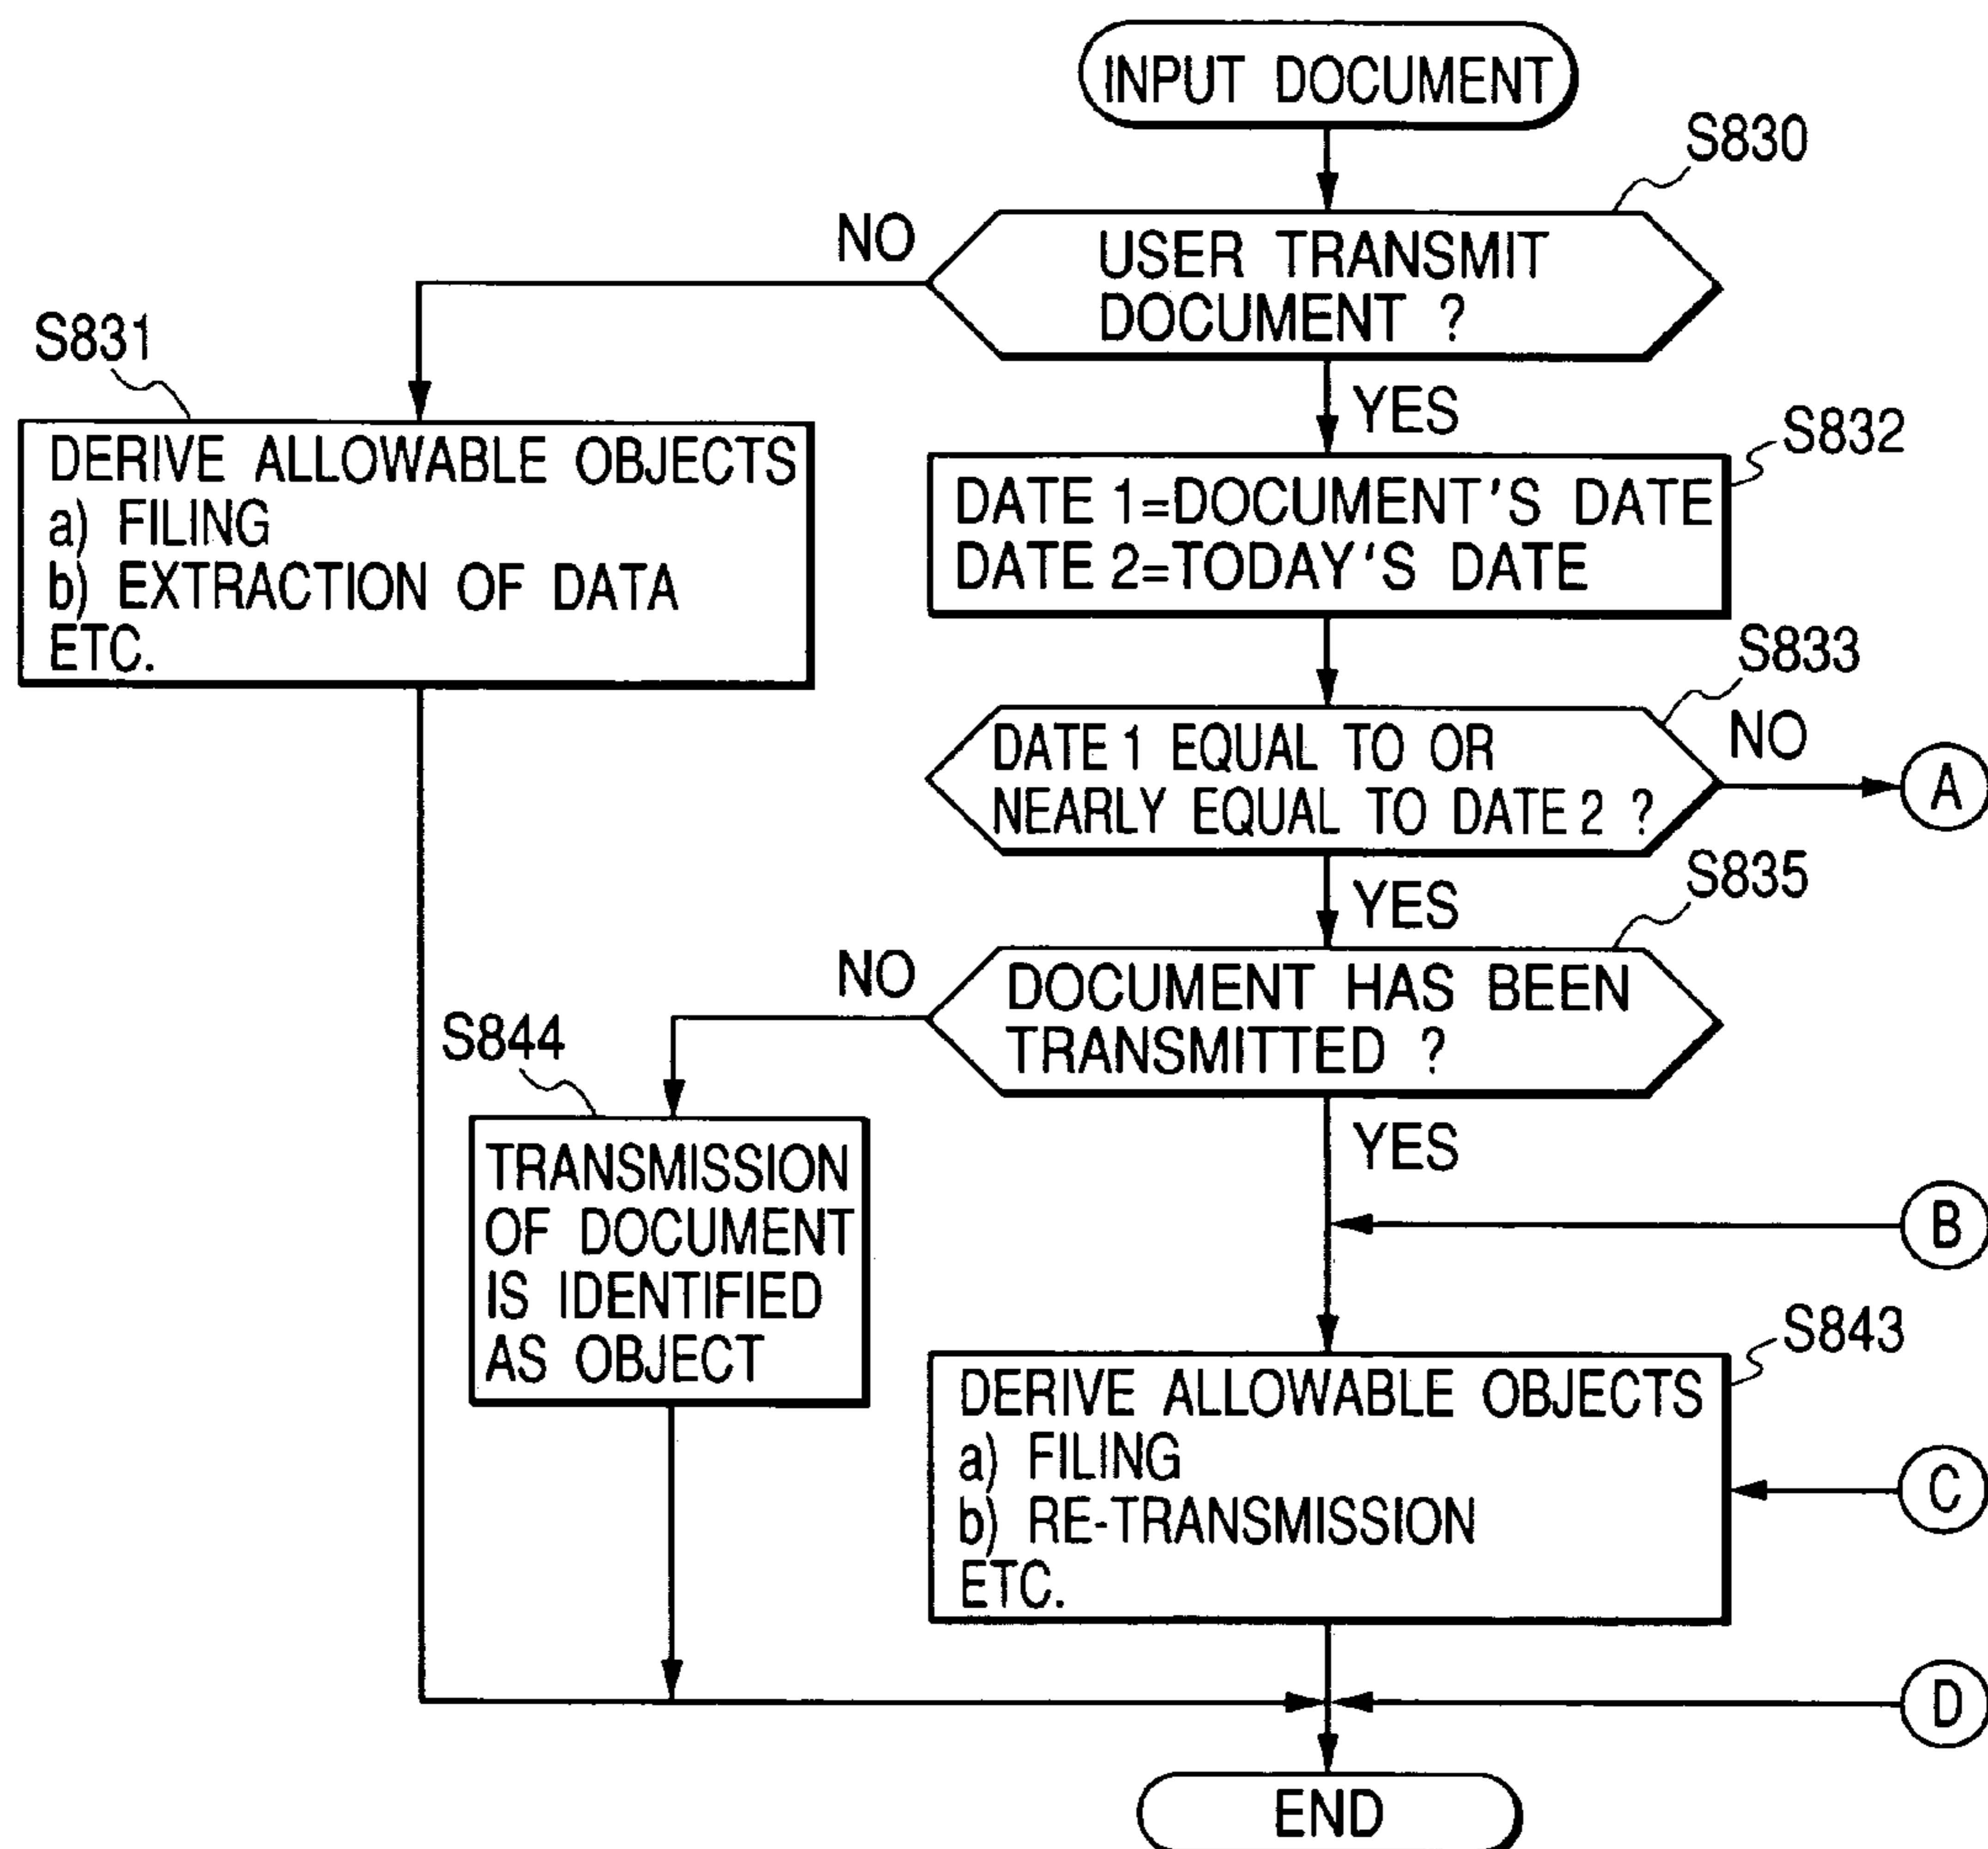 INPUT DOCUMENT
S830
NO
USER TRANSMIT
DOCUMENT ?
S831
YES
DERIVE ALLOWABLE OBJECTS
a) FILING
b) EXTRACTION OF DATA
ETC.
S832
DATE 1=DOCUMENT'S DATE
DATE 2=TODAY'S DATE
S833
DATE 1 EQUAL TO OR
NEARLY EQUAL TO DATE 2 ?
NO
A
YES
S835
NO
DOCUMENT HAS BEEN
TRANSMITTED ?
S844
YES
TRANSMISSION
OF DOCUMENT
IS IDENTIFIED
AS OBJECT
B
S843
DERIVE ALLOWABLE OBJECTS
a) FILING
b) RE-TRANSMISSION
ETC.
C
D
END